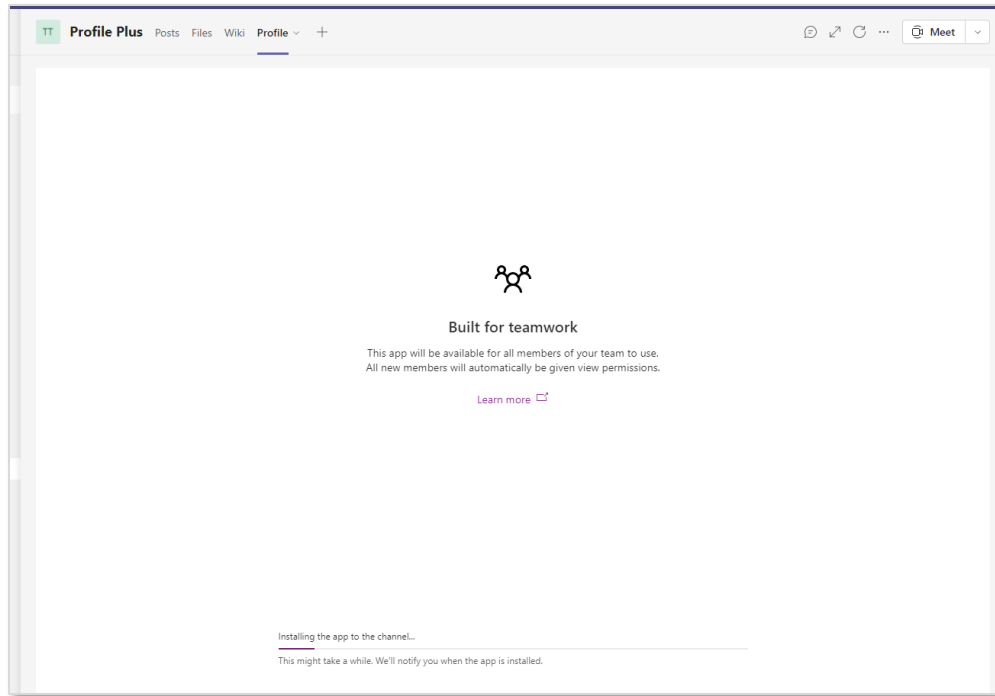 TT Profile Plus Posts Files Wiki Profile Meet
Built for teamwork
This app will be available for all members of your team to use.
All new members will automatically be given view permissions.
Learn more
Installing the app to the channel...
This might take a while. We'll notify you when the app is installed.